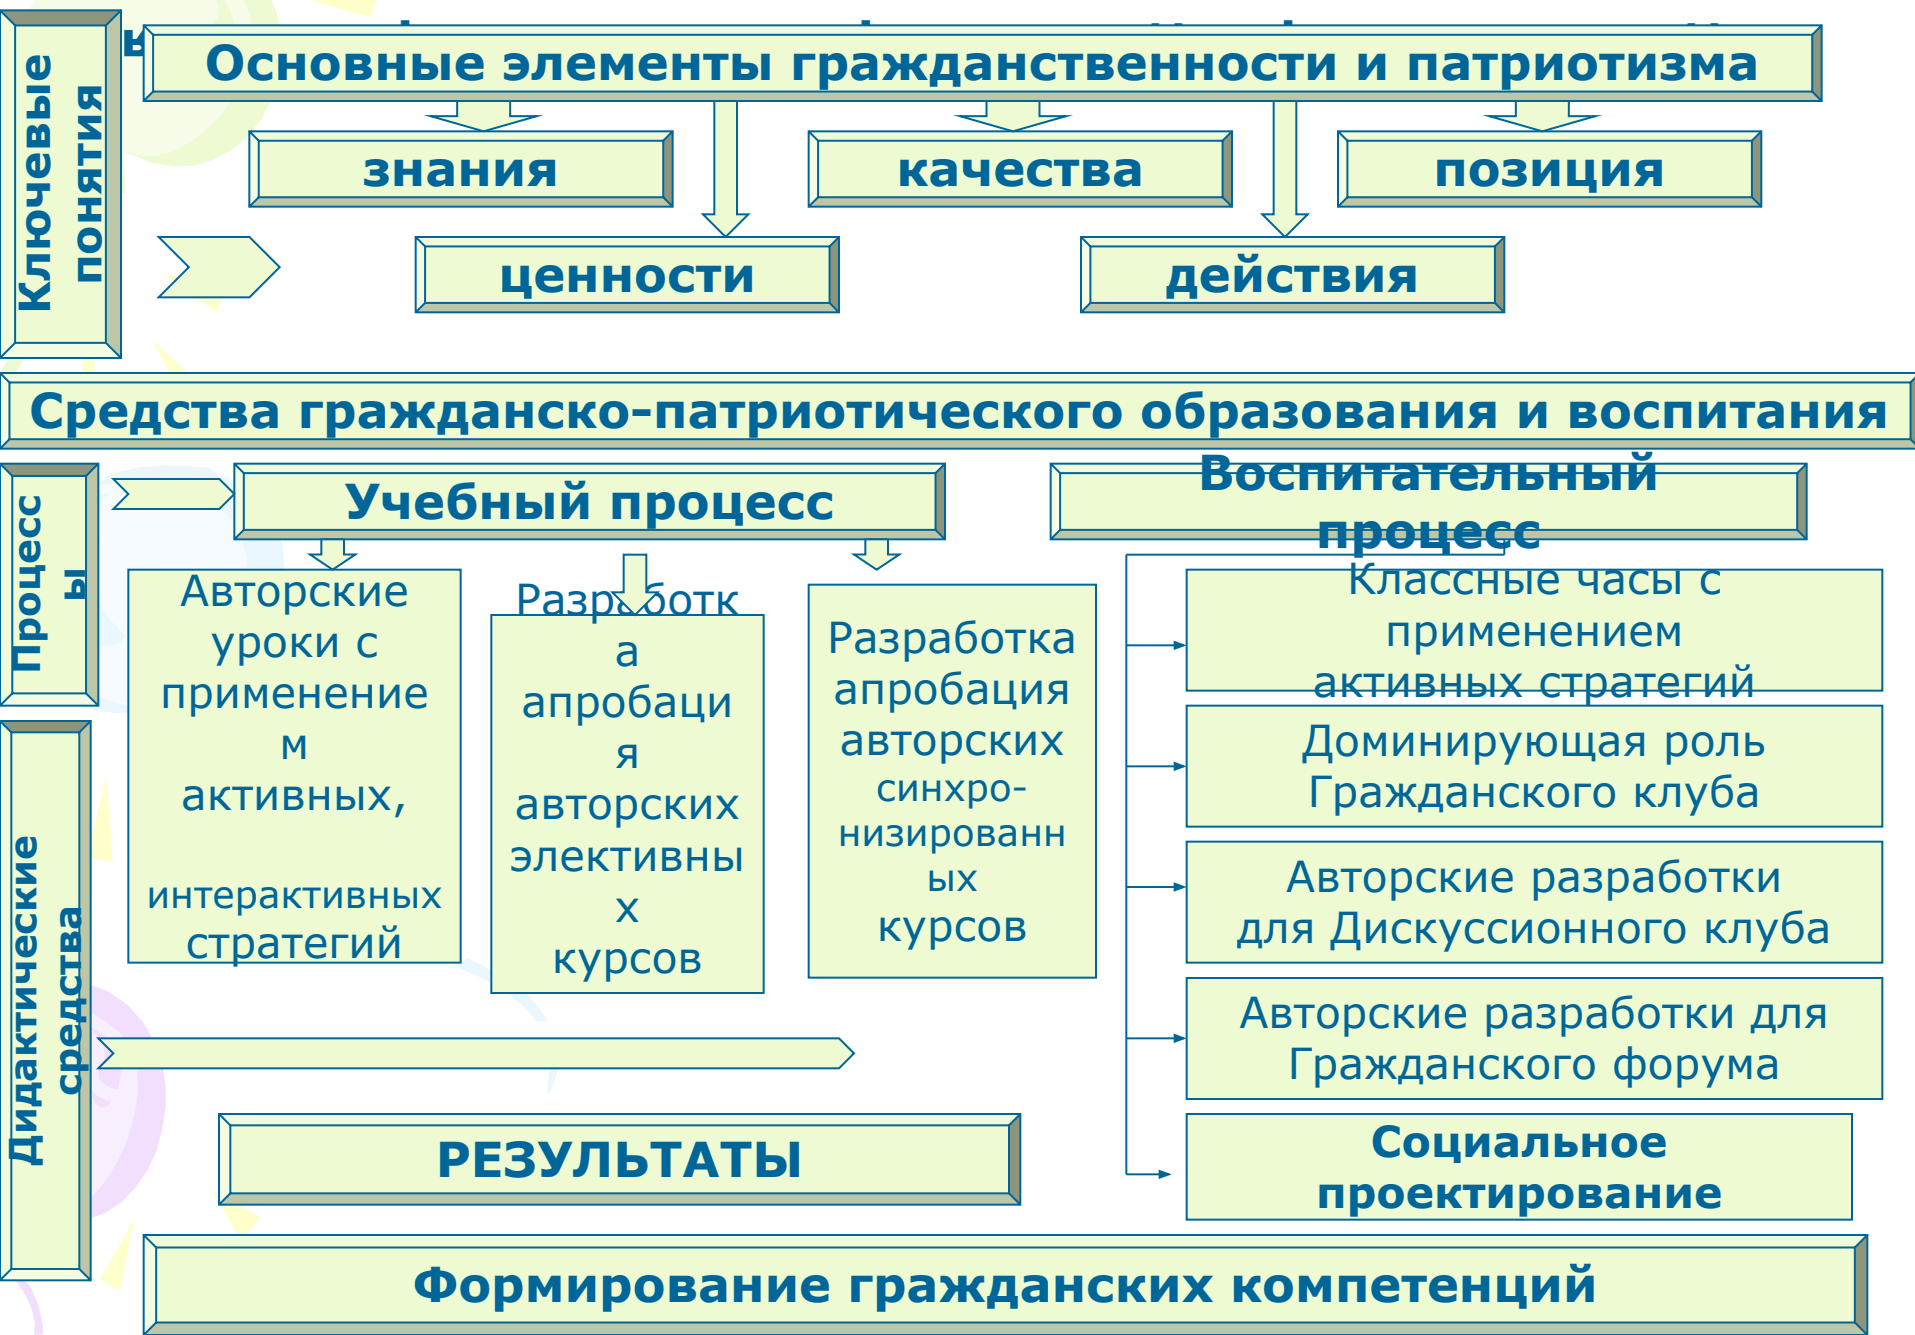 Ключевые
понятия
Основные элементы гражданственности и патриотизма
знания
качества
позиция
ценности
действия
Средства гражданско-патриотического образования и воспитания
Процесс
ы
Учебный процесс
Воспитательный
процесс
Авторские
уроки с
применение
м
активных,
интерактивных
стратегий
Разработк
а
апробаци
я
авторских
элективны
х
курсов
Разработка
апробация
авторских
синхро-
низированн
ых
курсов
Классные часы с
применением
активных стратегий
Доминирующая роль
Гражданского клуба
Авторские разработки
для Дискуссионного клуба
Авторские разработки для
Гражданского форума
Социальное
проектирование
Дидактические
средства
РЕЗУЛЬТАТЫ
Формирование гражданских компетенций